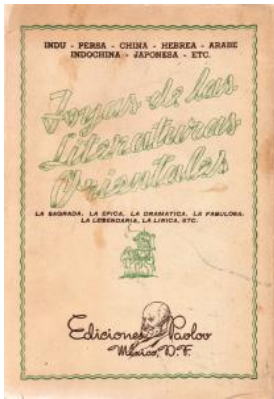 INDU - PERSA - CHINA - HEBREA - ARABE
INDOCHINA - JAPONESA - ETC.
Joyas de las
Literaturas
Orientales
LA SAGRADA, LA EPICA, LA DRAMATICA, LA FABULOSA,
LA LEGENDARIA, LA LIRICA, ETC.
Ediciones Pavlov
México, D. F.